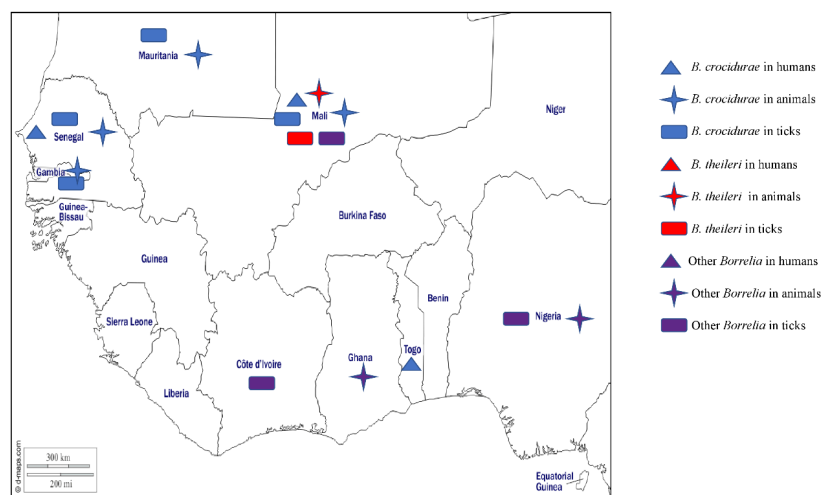 Mauritania
Mali
Niger
Senegal
Gambia
Guinea-
Bissau
Burkina Faso
Guinea
Benin
Sierra Leone
Nigeria
Togo
Ghana
Côte d'Ivoire
Liberia
Equatorial
Guinea
300 km
200 mi
© d-maps.com
B. crocidurae in humans
B. crocidurae in animals
B. crocidurae in ticks
B. theileri in humans
B. theileri in animals
B. theileri in ticks
Other Borrelia in humans
Other Borrelia in animals
Other Borrelia in ticks